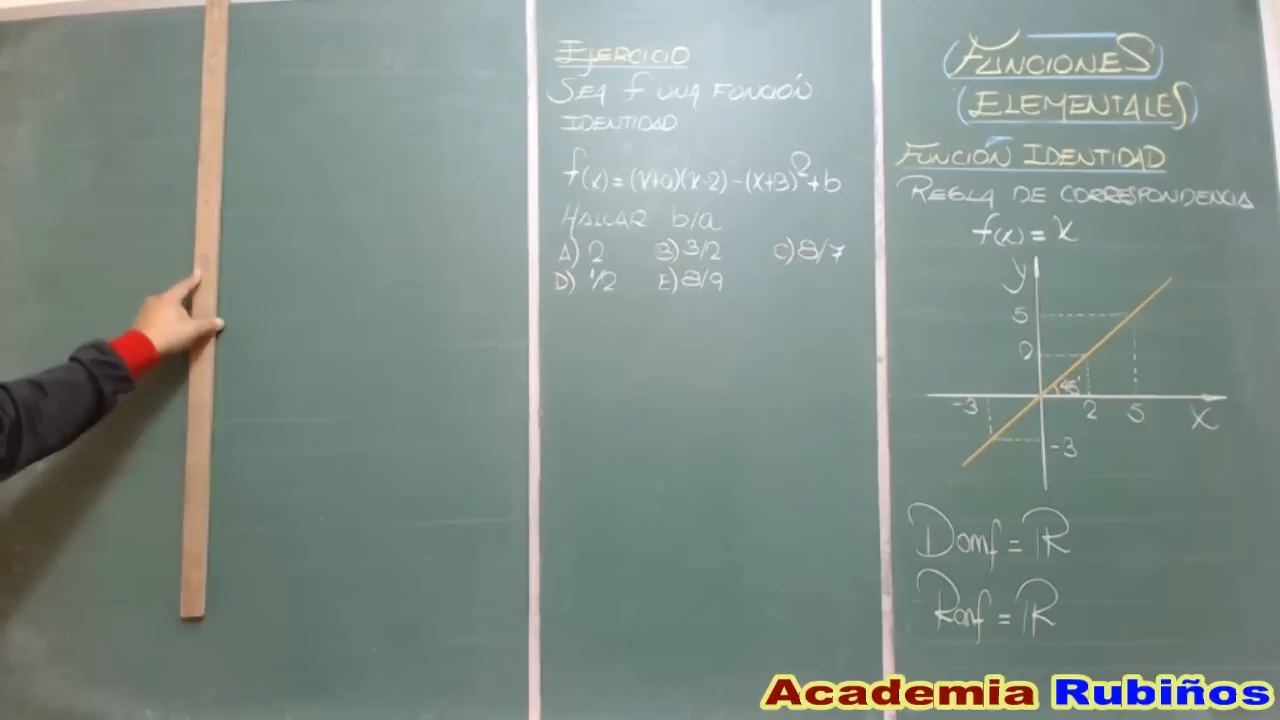 EJERCICIO
SEA f UNA FUNCIÓN
IDENTIDAD
f(x) = (x+a)(x-2) - (x+3)² + b
HALLAR b/a
A) 2 B) 3/2 C) 8/7
D) 1/2 E) 8/9
FUNCIONES
ELEMENTALES
FUNCIÓN IDENTIDAD
REGLA DE CORRESPONDENCIA
f(x) = x
y
5
2
45°
-3 2 5 X
-3
Domf = ℝ
Ranf = ℝ
Academia Rubiños